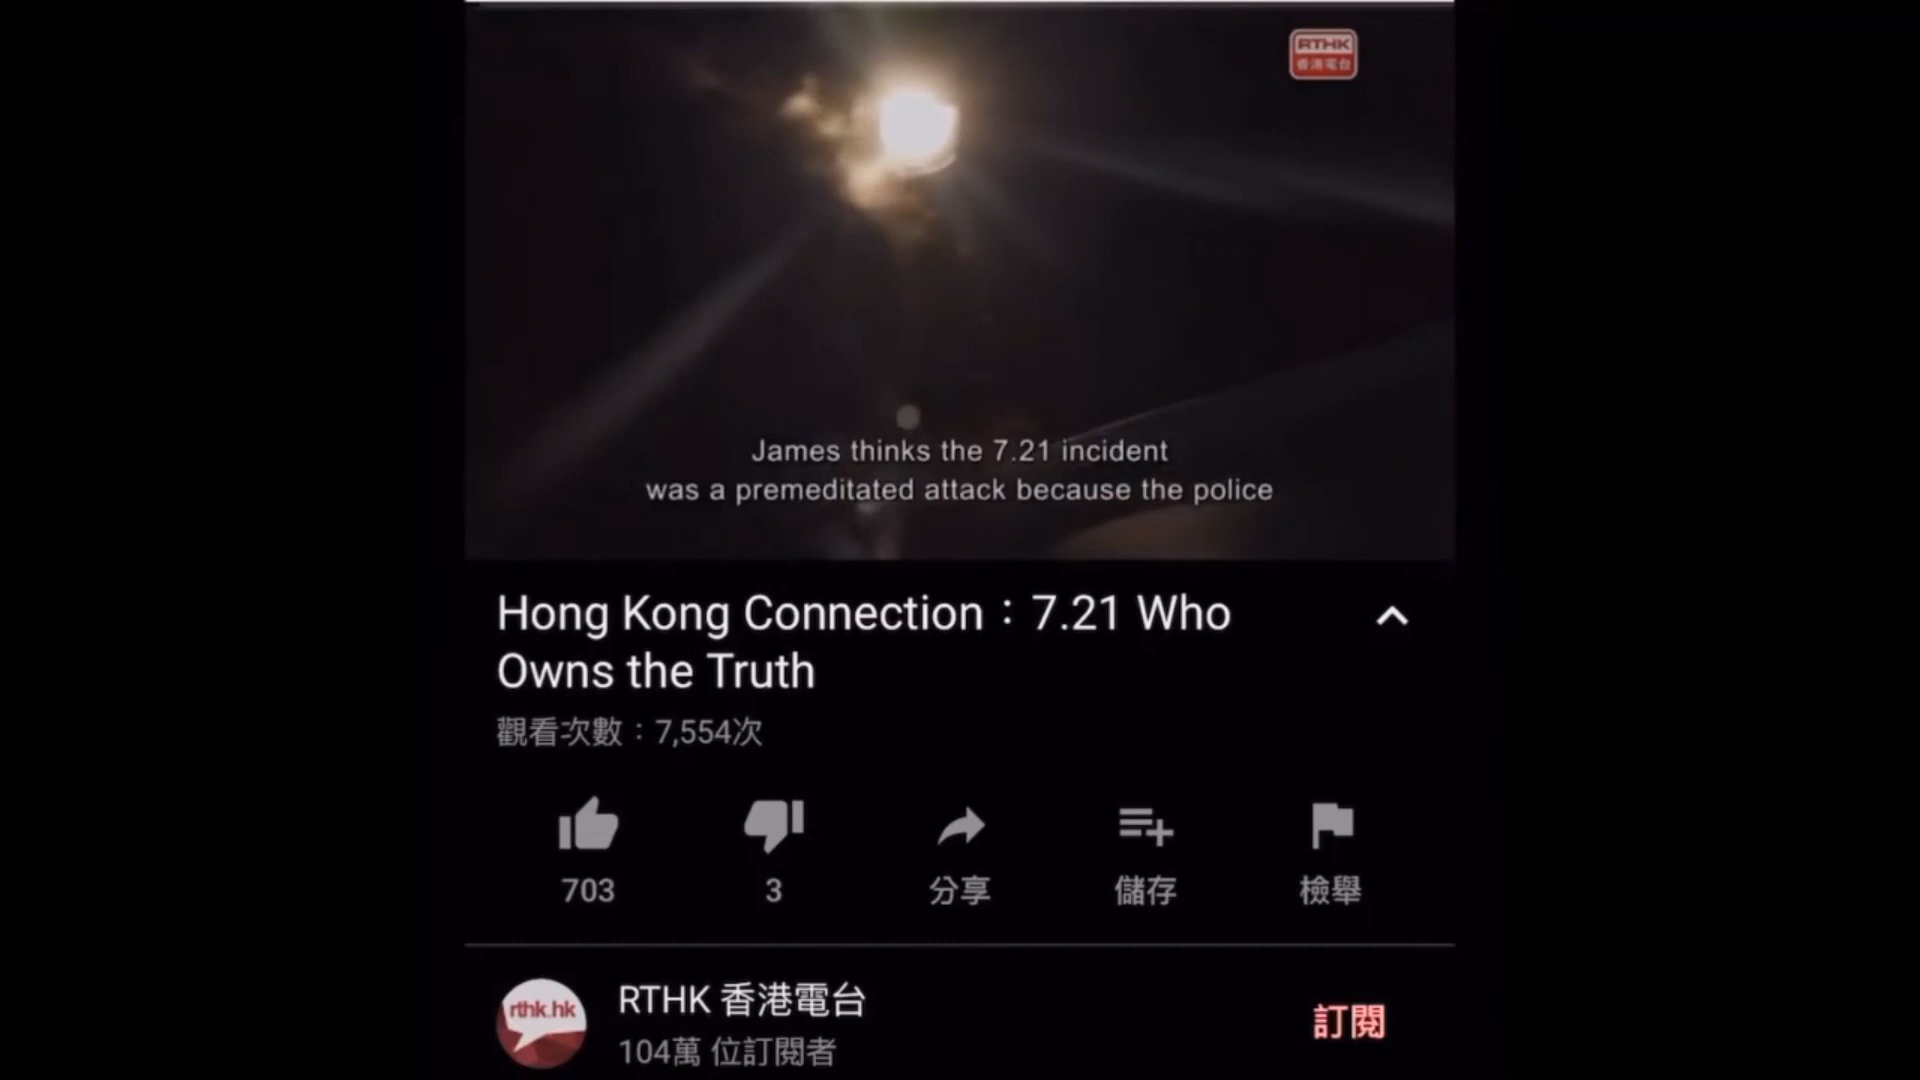 RTHK
香港電台
James thinks the 7.21 incident
was a premeditated attack because the police
Hong Kong Connection：7.21 Who
Owns the Truth
觀看次數：7,554次
703
3
分享
儲存
檢舉
rthk.hk
RTHK 香港電台
104萬 位訂閱者
訂閱